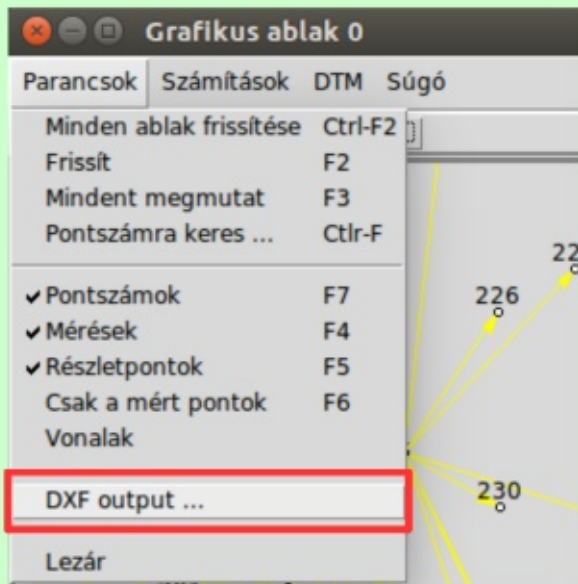 Grafikus ablak 0
Parancsok Számítások DTM Súgó
Minden ablak frissítése Ctrl-F2
Frissít F2
Mindent megmutat F3
Pontszámra keres ... Ctlr-F
Pontszámok F7
Mérések F4
Részletpontok F5
Csak a mért pontok F6
Vonalak
DXF output ...
Lezár
226
230